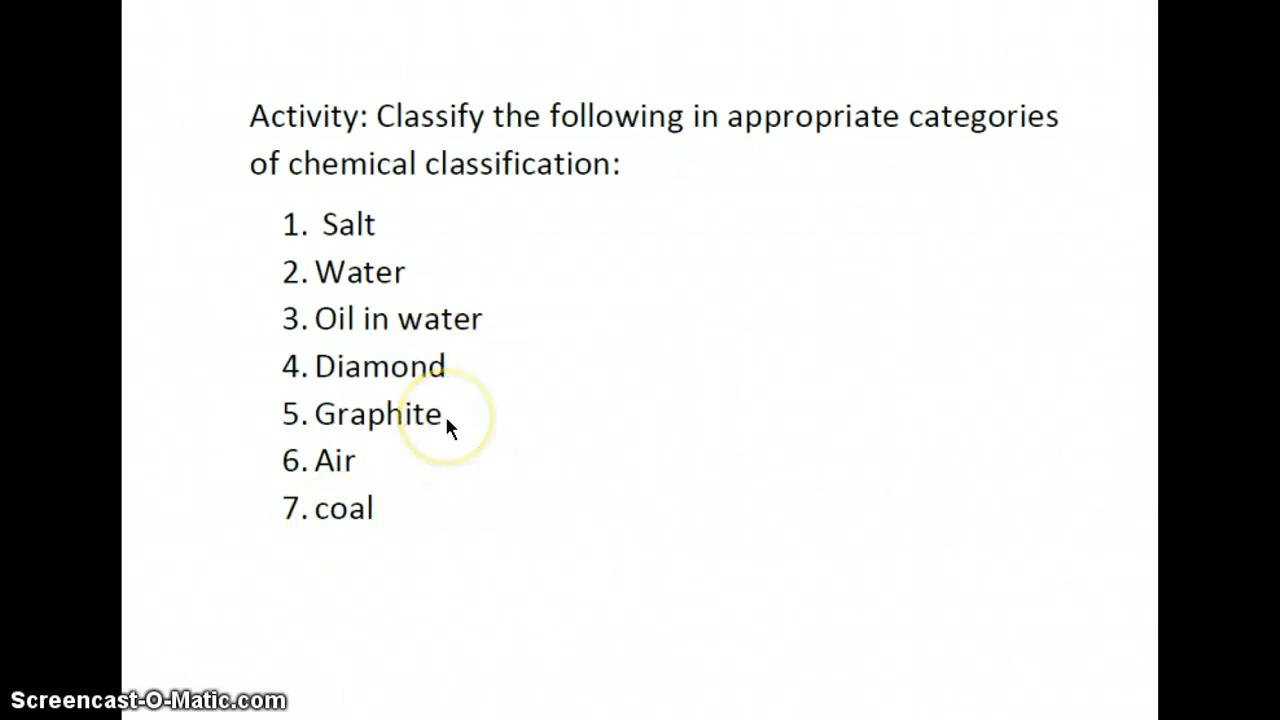 Activity: Classify the following in appropriate categories
of chemical classification:
1. Salt
2. Water
3. Oil in water
4. Diamond
5. Graphite
6. Air
7. coal
Screencast-O-Matic.com